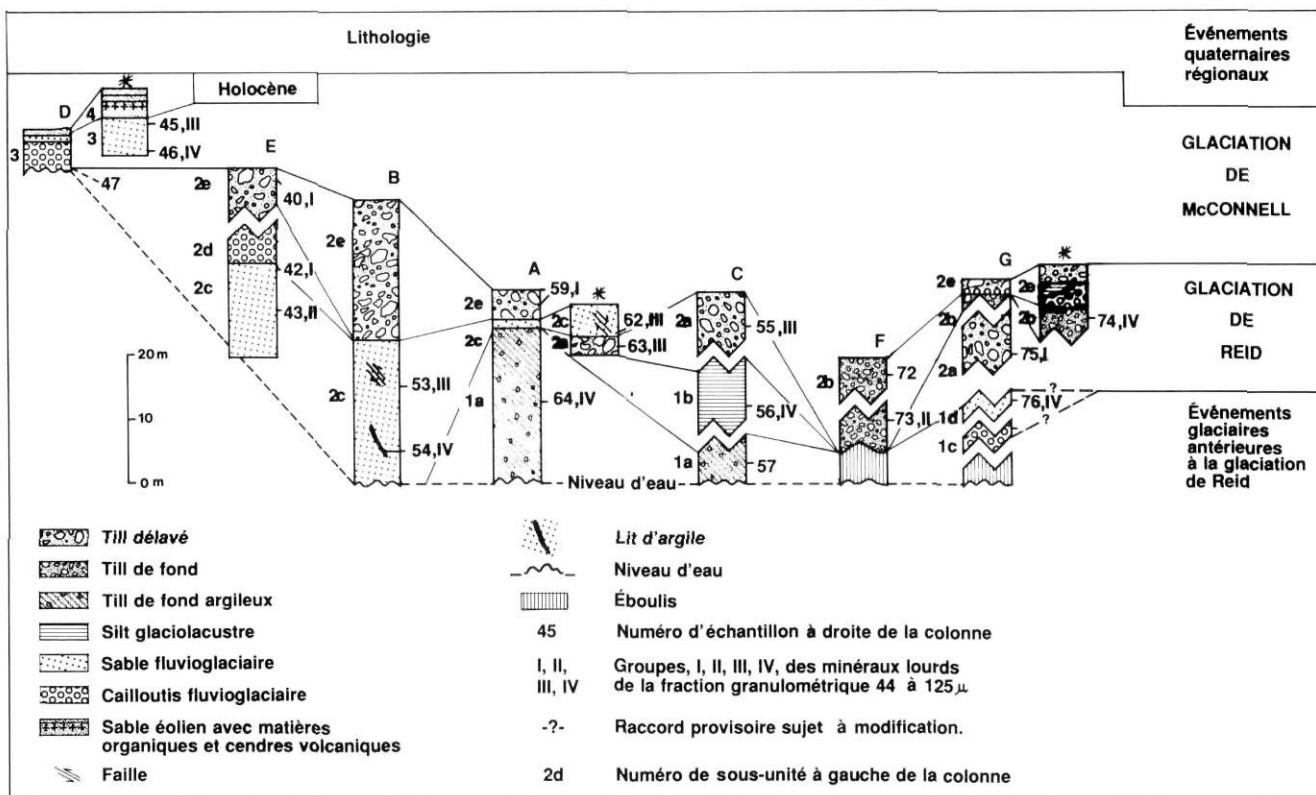 Lithologie
Événements
quaternaires
régionaux
Holocène
GLACIATION
DE
McCONNELL
GLACIATION
DE
REID
Événements
glaciaires
antérieures
à la glaciation
de Reid
D
3
47
*
4
3
45, III
46, IV
E
2e
2d
2c
40, I
42, I
43, II
B
2e
2c
53, III
54, IV
A
2e
2c
1a
59, I
64, IV
*
2c
2a
62, III
63, III
C
2a
1b
1a
55, III
56, IV
57
F
2b
72
73, II
G
2e
2b
2a
1d
1c
75, I
76, IV
?
?
*
2e
2b
74, IV
20 m
10
0 m
Niveau d'eau
Till délavé
Till de fond
Till de fond argileux
Silt glaciolacustre
Sable fluvioglaciaire
Cailloutis fluvioglaciaire
Sable éolien avec matières
organiques et cendres volcaniques
Faille
Lit d'argile
Niveau d'eau
Éboulis
45 Numéro d'échantillon à droite de la colonne
I, II, Groupes, I, II, III, IV, des minéraux lourds
III, IV de la fraction granulométrique 44 à 125μ
-?- Raccord provisoire sujet à modification.
2d Numéro de sous-unité à gauche de la colonne